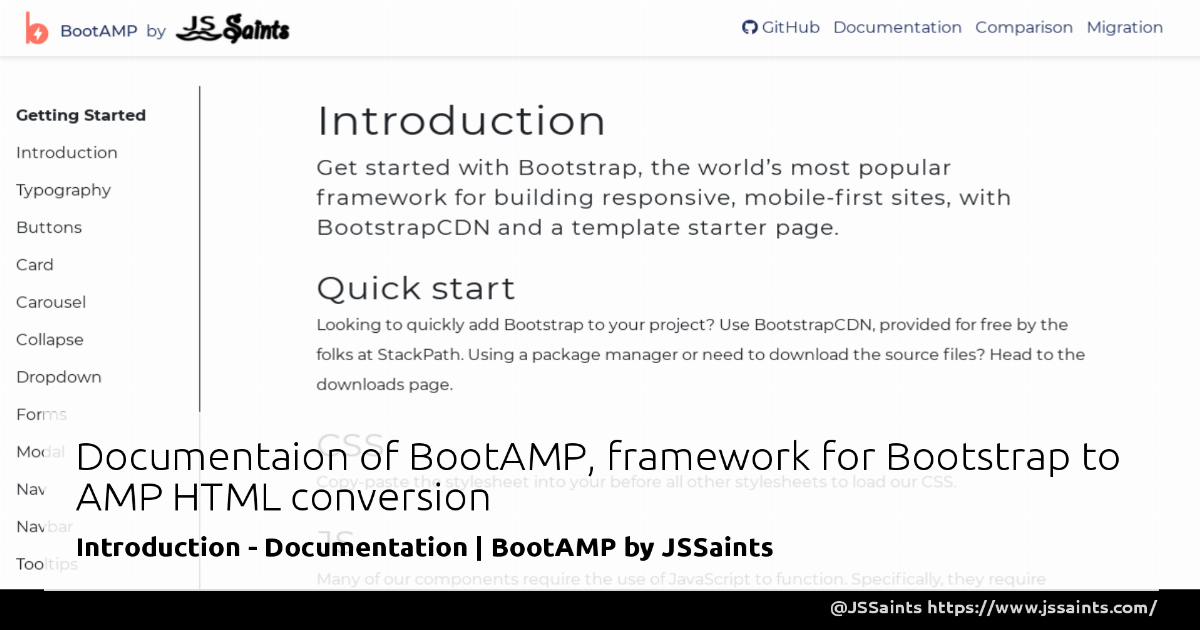 BootAMP by JS Saints
GitHub Documentation Comparison Migration
Getting Started
Introduction
Typography
Buttons
Card
Carousel
Collapse
Dropdown
Forms
Modal
Nav
Navbar
Tooltips
Introduction
Get started with Bootstrap, the world’s most popular
framework for building responsive, mobile-first sites, with
BootstrapCDN and a template starter page.
Quick start
Looking to quickly add Bootstrap to your project? Use BootstrapCDN, provided for free by the
folks at StackPath. Using a package manager or need to download the source files? Head to the
downloads page.
CSS
Copy-paste the stylesheet into your before all other stylesheets to load our CSS.
JS
Many of our components require the use of JavaScript to function. Specifically, they require
Documentaion of BootAMP, framework for Bootstrap to
AMP HTML conversion
Introduction - Documentation | BootAMP by JSSaints
@JSSaints https://www.jssaints.com/